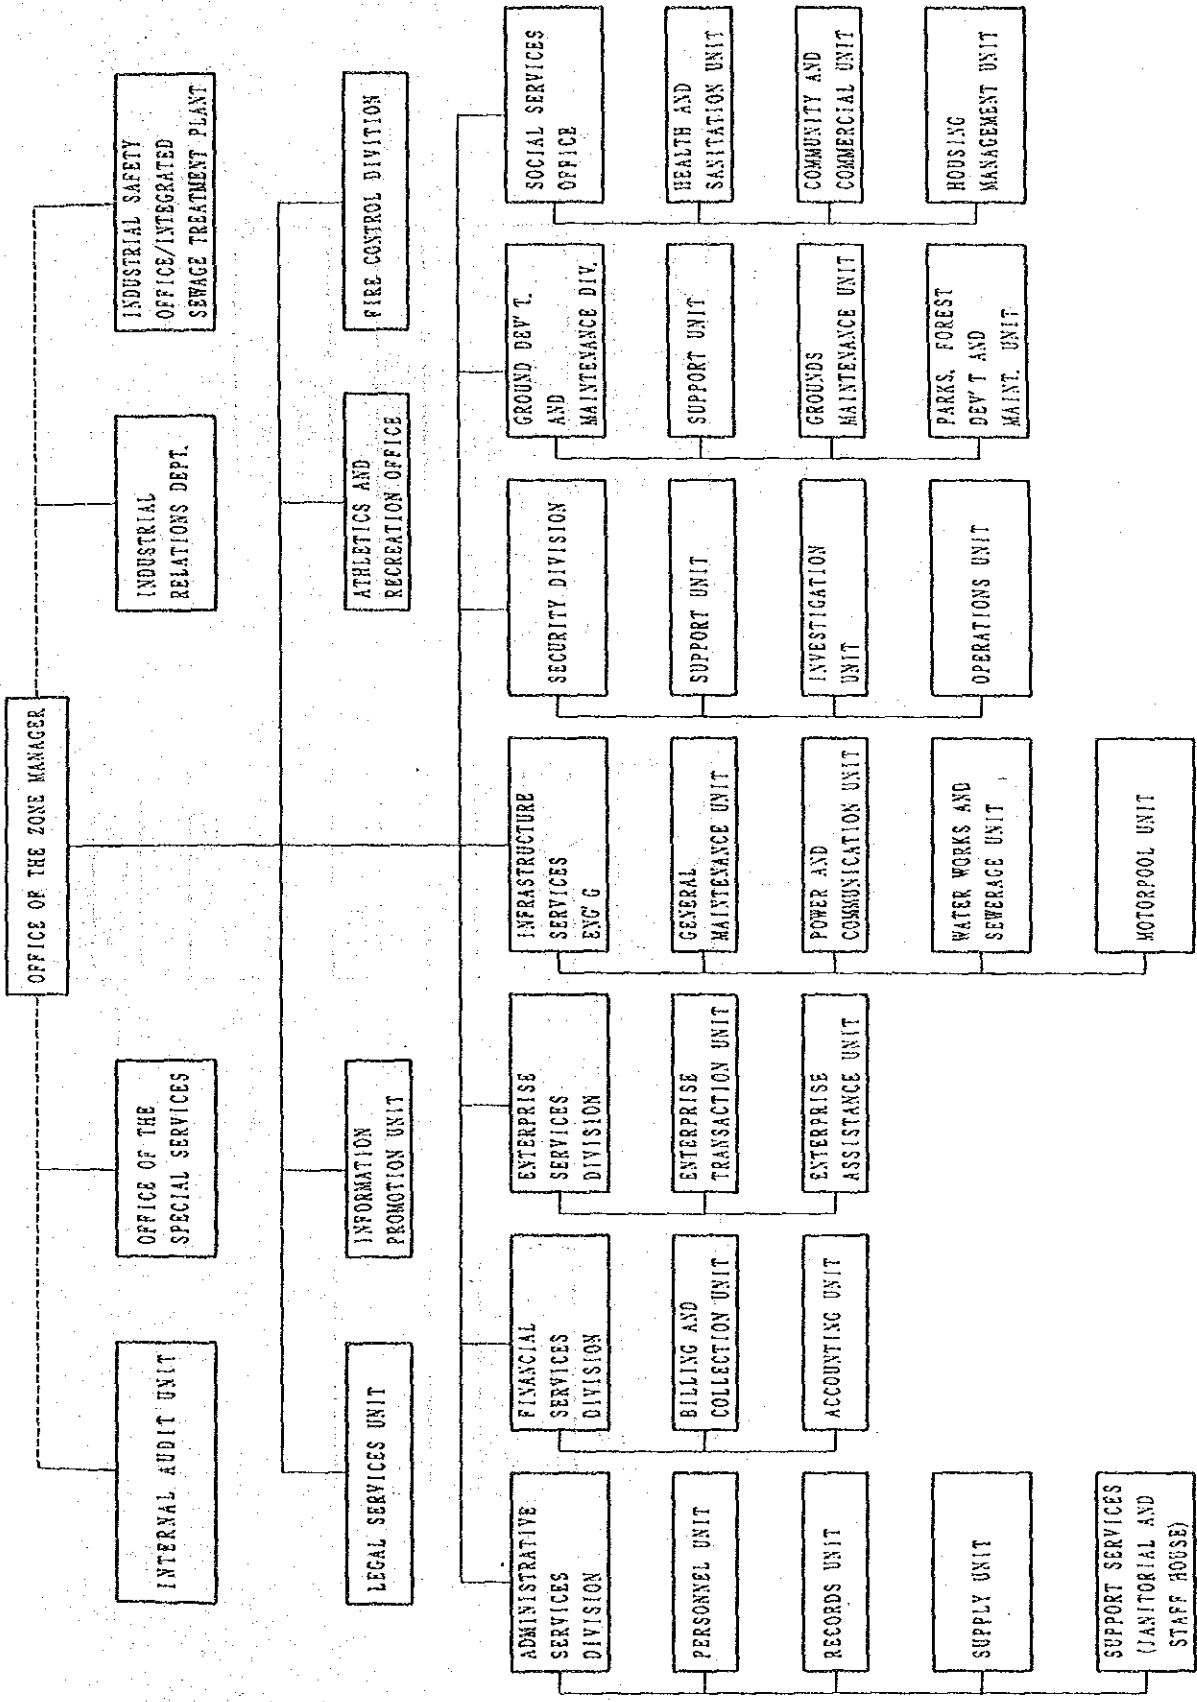 OFFICE OF THE ZONE MANAGER
INTERNAL AUDIT UNIT
OFFICE OF THE
SPECIAL SERVICES
INDUSTRIAL
RELATIONS DEPT.
INDUSTRIAL SAFETY
OFFICE/INTEGRATED
SEWAGE TREATMENT PLANT
LEGAL SERVICES UNIT
INFORMATION
PROMOTION UNIT
ATHLETICS AND
RECREATION OFFICE
FIRE CONTROL DIVITION
ADMINISTRATIVE
SERVICES
DIVISION
PERSONNEL UNIT
RECORDS UNIT
SUPPLY UNIT
SUPPORT SERVICES
(JANITORIAL AND
STAFF HOUSE)
FINANCIAL
SERVICES
DIVISION
BILLING AND
COLLECTION UNIT
ACCOUNTING UNIT
ENTERPRISE
SERVICES
DIVISION
ENTERPRISE
TRANSACTION UNIT
ENTERPRISE
ASSISTANCE UNIT
INFRASTRUCTURE
SERVICES
ENG'G
GENERAL
MAINTENANCE UNIT
POWER AND
COMMUNICATION UNIT
WATER WORKS AND
SEWERAGE UNIT
MOTORPOOL UNIT
SECURITY DIVISION
SUPPORT UNIT
INVESTIGATION
UNIT
OPERATIONS UNIT
GROUND DEV'T.
AND
MAINTENANCE DIV.
SUPPORT UNIT
GROUNDS
MAINTENANCE UNIT
PARKS, FOREST
DEV'T AND
MAINT. UNIT
SOCIAL SERVICES
OFFICE
HEALTH AND
SANITATION UNIT
COMMUNITY AND
COMMERCIAL UNIT
HOUSING
MANAGEMENT UNIT